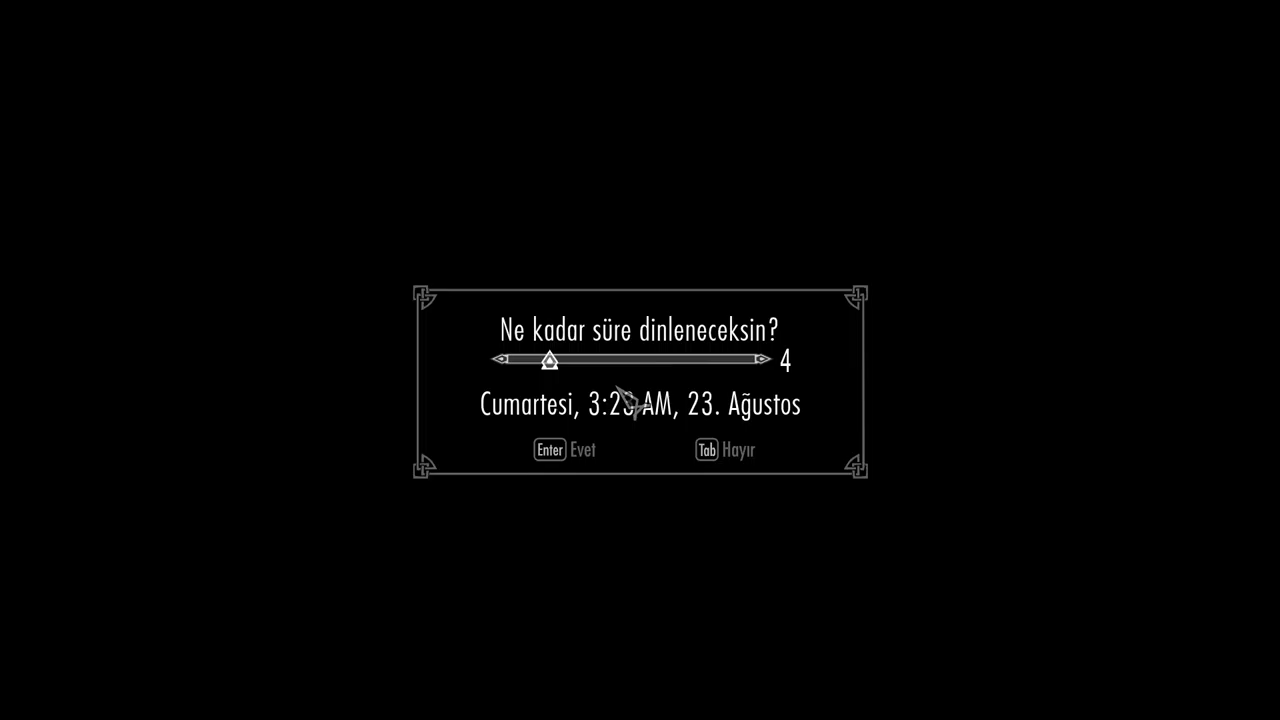 Ne kadar süre dinleneceksin?
4
Cumartesi, AM, 23. Ağustos
Enter Evet Tab Hayır